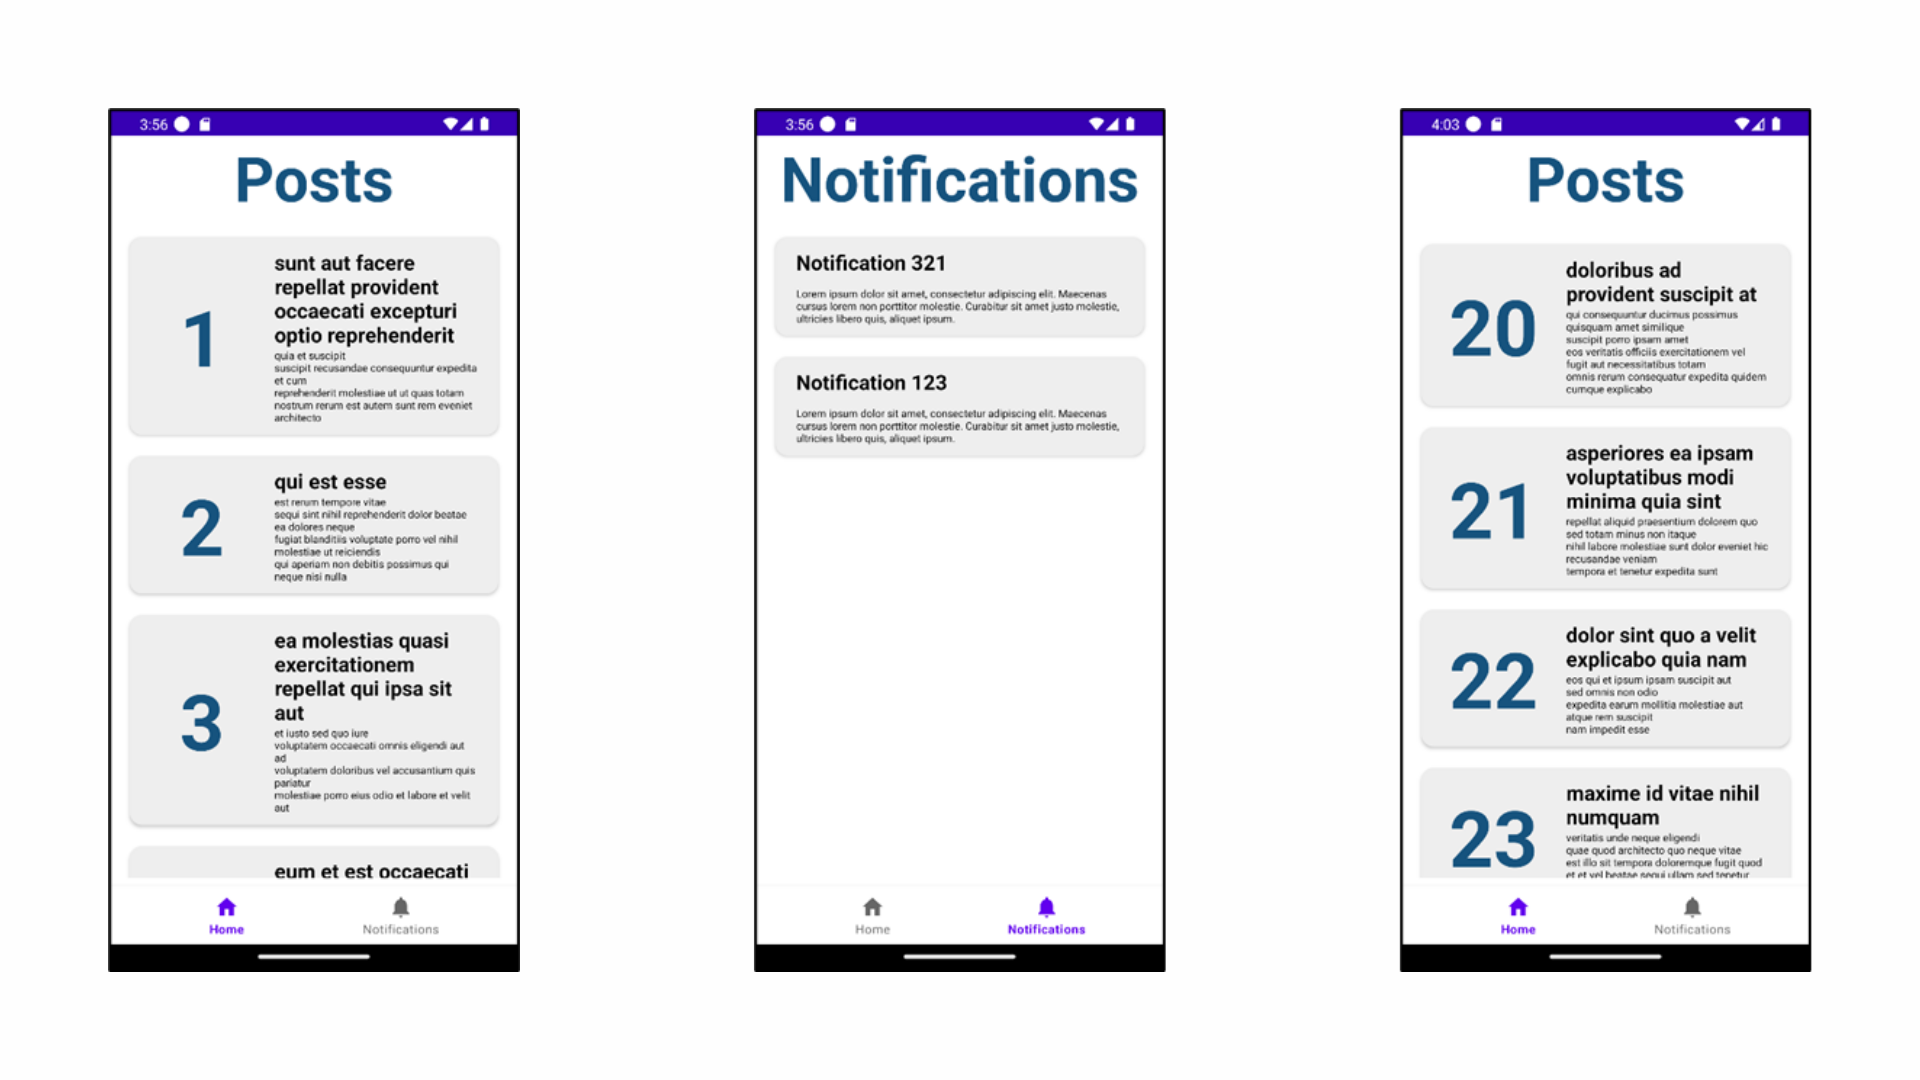 3:56
Posts
1
sunt aut facere
repellat provident
occaecati excepturi
optio reprehenderit
quia et suscipit
suscipit recusandae consequuntur expedita
et cum
reprehenderit molestiae ut ut quas totam
nostrum rerum est autem sunt rem eveniet
architecto
2
qui est esse
est rerum tempore vitae
sequi sint nihil reprehenderit dolor beatae
ea dolores neque
fugiat blanditiis voluptate porro vel nihil
molestiae ut reiciendis
qui aperiam non debitis possimus qui
neque nisi nulla
3
ea molestias quasi
exercitationem
repellat qui ipsa sit
aut
et iusto sed quo iure
voluptatem occaecati omnis eligendi aut
ad
voluptatem doloribus vel accusantium quis
pariatur
molestiae porro eius odio et labore et velit
aut
eum et est occaecati
Home
Notifications
3:56
Notifications
Notification 321
Lorem ipsum dolor sit amet, consectetur adipiscing elit. Maecenas
cursus lorem non porttitor molestie. Curabitur sit amet justo molestie,
ultricies libero quis, aliquet ipsum.
Notification 123
Lorem ipsum dolor sit amet, consectetur adipiscing elit. Maecenas
cursus lorem non porttitor molestie. Curabitur sit amet justo molestie,
ultricies libero quis, aliquet ipsum.
Home
Notifications
4:03
Posts
20
doloribus ad
provident suscipit at
qui consequuntur ducimus possimus
quisquam amet similique
suscipit porro ipsam amet
eos veritatis officiis exercitationem vel
fugit aut necessitatibus totam
omnis rerum consequatur expedita quidem
cumque explicabo
21
asperiores ea ipsam
voluptatibus modi
minima quia sint
repellat aliquid praesentium dolorem quo
sed totam minus non itaque
nihil labore molestiae sunt dolor eveniet hic
recusandae veniam
tempora et tenetur expedita sunt
22
dolor sint quo a velit
explicabo quia nam
eos qui et ipsum ipsam suscipit aut
sed omnis non odio
expedita earum mollitia molestiae aut
atque rem suscipit
nam impedit esse
23
maxime id vitae nihil
numquam
veritatis unde neque eligendi
quae quod architecto quo neque vitae
est illo sit tempora doloremque fugit quod
et et vel beatae sequi ullam sed tenetur
Home
Notifications